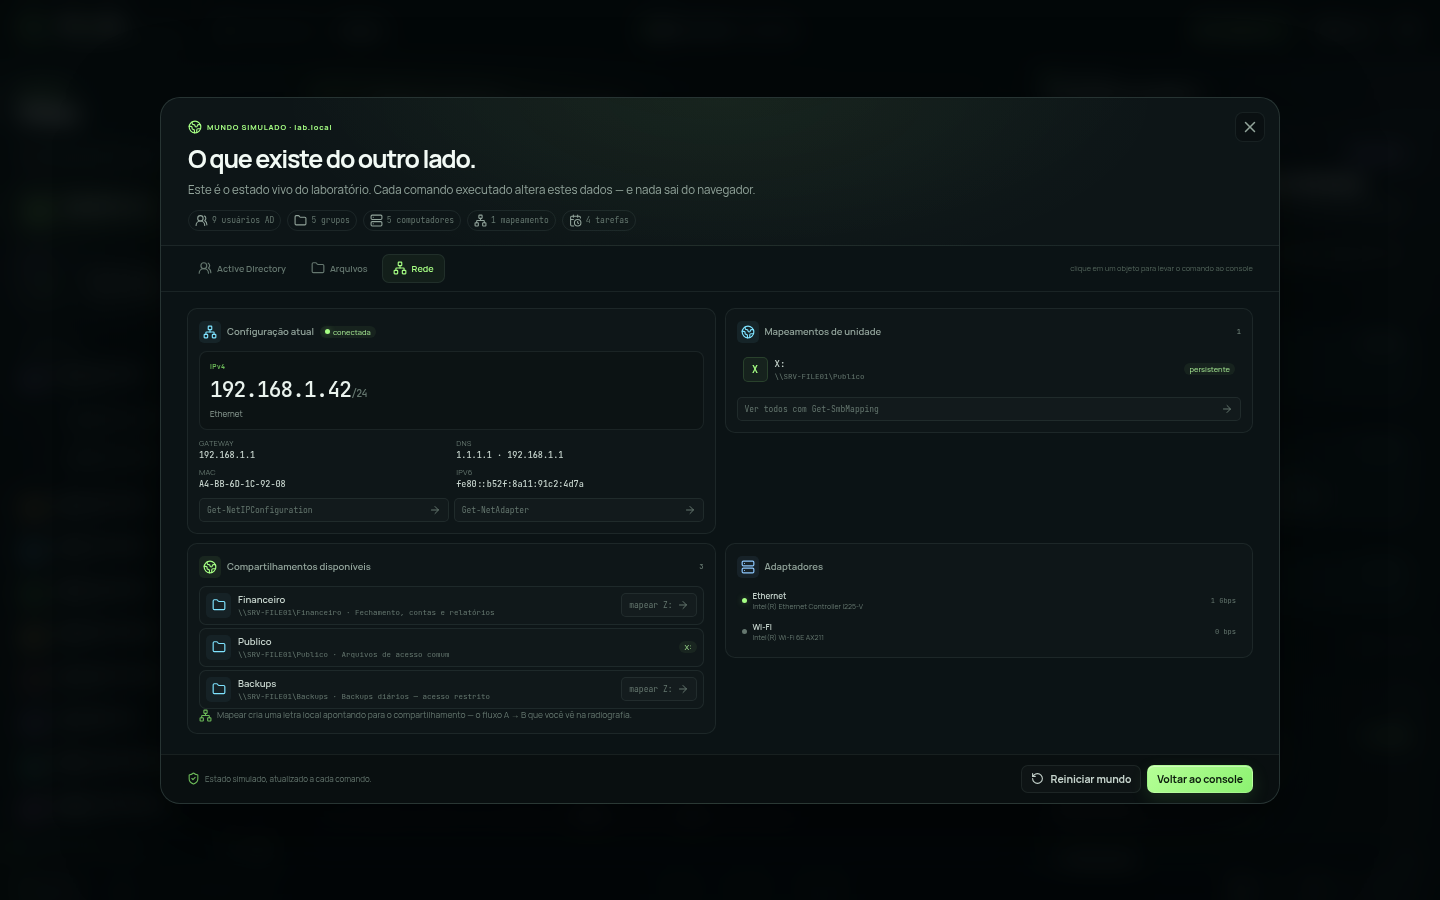 MUNDO SIMULADO · lab.local
O que existe do outro lado.
Este é o estado vivo do laboratório. Cada comando executado altera estes dados — e nada sai do navegador.
9 usuários AD
5 grupos
5 computadores
1 mapeamento
4 tarefas
Active Directory
Arquivos
Rede
clique em um objeto para levar o comando ao console
Configuração atual
conectada
IPv4
192.168.1.42/24
Ethernet
GATEWAY
192.168.1.1
DNS
1.1.1.1 · 192.168.1.1
MAC
A4-BB-6D-1C-92-08
IPV6
fe80::b52f:8a11:91c2:4d7a
Get-NetIPConfiguration
Get-NetAdapter
Mapeamentos de unidade
1
X
X:
\\SRV-FILE01\Publico
persistente
Ver todos com Get-SmbMapping
Compartilhamentos disponíveis
3
Financeiro
\\SRV-FILE01\Financeiro · Fechamento, contas e relatórios
mapear Z:
Publico
\\SRV-FILE01\Publico · Arquivos de acesso comum
X:
Backups
\\SRV-FILE01\Backups · Backups diários — acesso restrito
mapear Z:
Mapear cria uma letra local apontando para o compartilhamento — o fluxo A → B que você vê na radiografia.
Adaptadores
Ethernet
Intel(R) Ethernet Controller I225-V
1 Gbps
Wi-Fi
Intel(R) Wi-Fi 6E AX211
0 bps
Estado simulado, atualizado a cada comando.
Reiniciar mundo
Voltar ao console